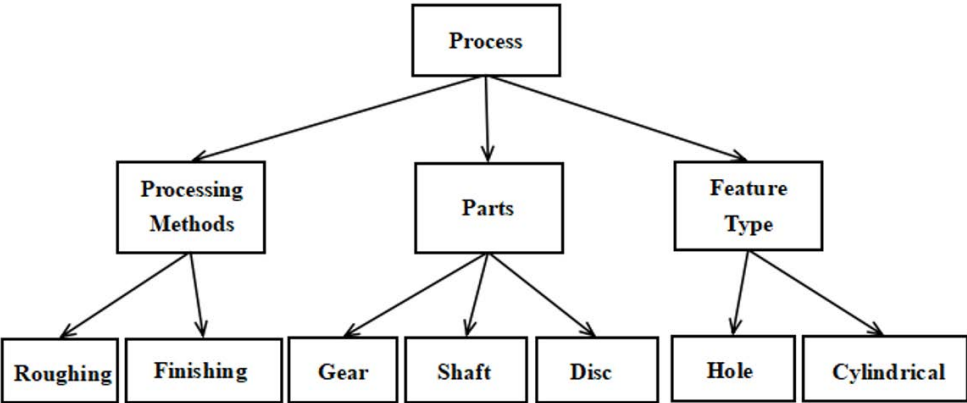 Process
Processing
Methods
Parts
Feature
Type
Roughing
Finishing
Gear
Shaft
Disc
Hole
Cylindrical